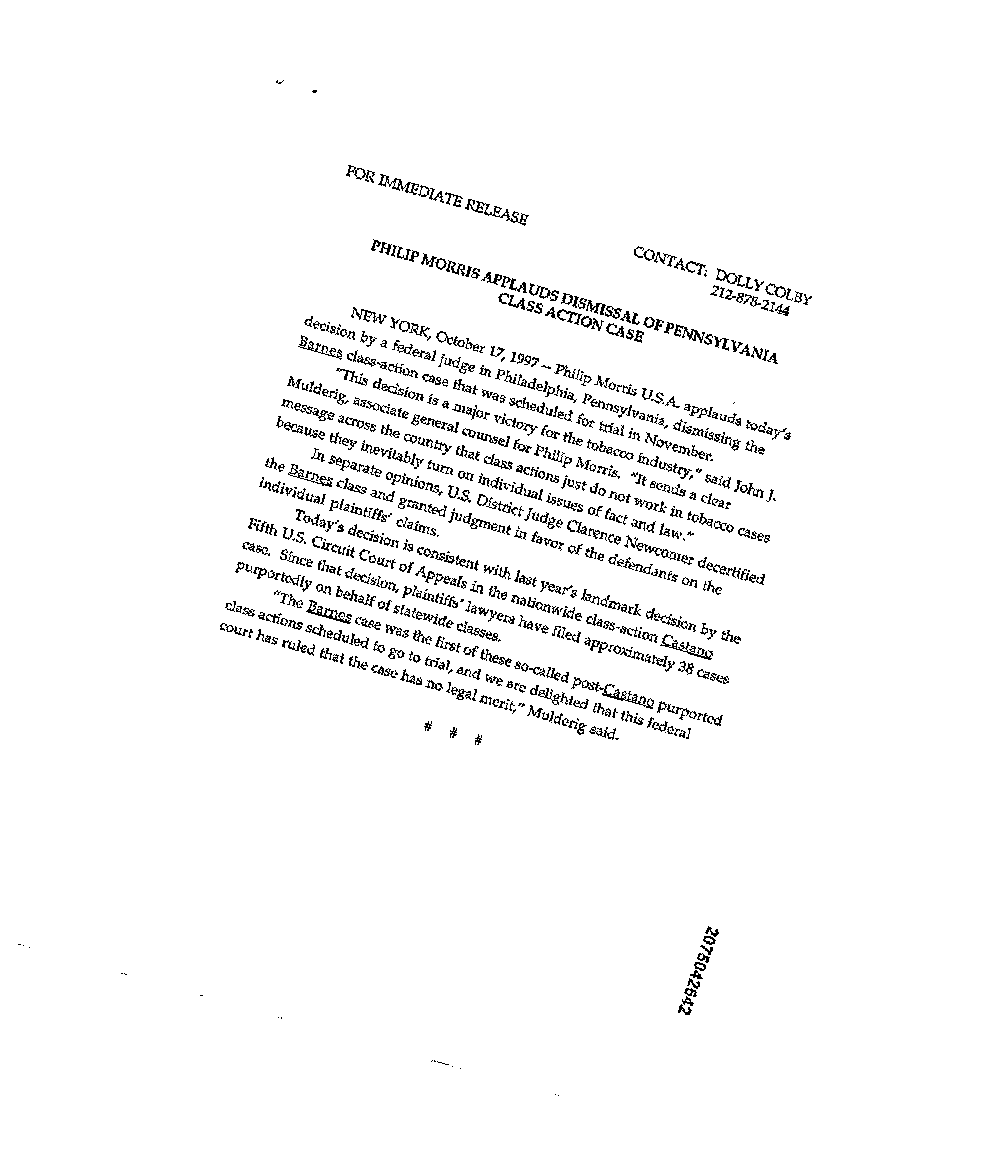 FOR IMMEDIATE RELEASE
CONTACT: DOLLY COLBY
212-878-2144
PHILIP MORRIS APPLAUDS DISMISSAL OF PENNSYLVANIA
CLASS ACTION CASE
NEW YORK, October 17, 1997 -- Philip Morris U.S.A. applauds today's
decision by a federal judge in Philadelphia, Pennsylvania, dismissing the
Barnes class-action case that was scheduled for trial in November.
"This decision is a major victory for the tobacco industry," said John J.
Mulderig, associate general counsel for Philip Morris. "It sends a clear
message across the country that class actions just do not work in tobacco cases
because they inevitably turn on individual issues of fact and law."
In separate opinions, U.S. District Judge Clarence Newcomer decertified
the Barnes class and granted judgment in favor of the defendants on the
individual plaintiffs' claims.
Today's decision is consistent with last year's landmark decision by the
Fifth U.S. Circuit Court of Appeals in the nationwide class-action Castano
case. Since that decision, plaintiffs' lawyers have filed approximately 38 cases
purportedly on behalf of statewide classes.
"The Barnes case was the first of these so-called post-Castano purported
class actions scheduled to go to trial, and we are delighted that this federal
court has ruled that the case has no legal merit," Mulderig said.
# # #
2075042642